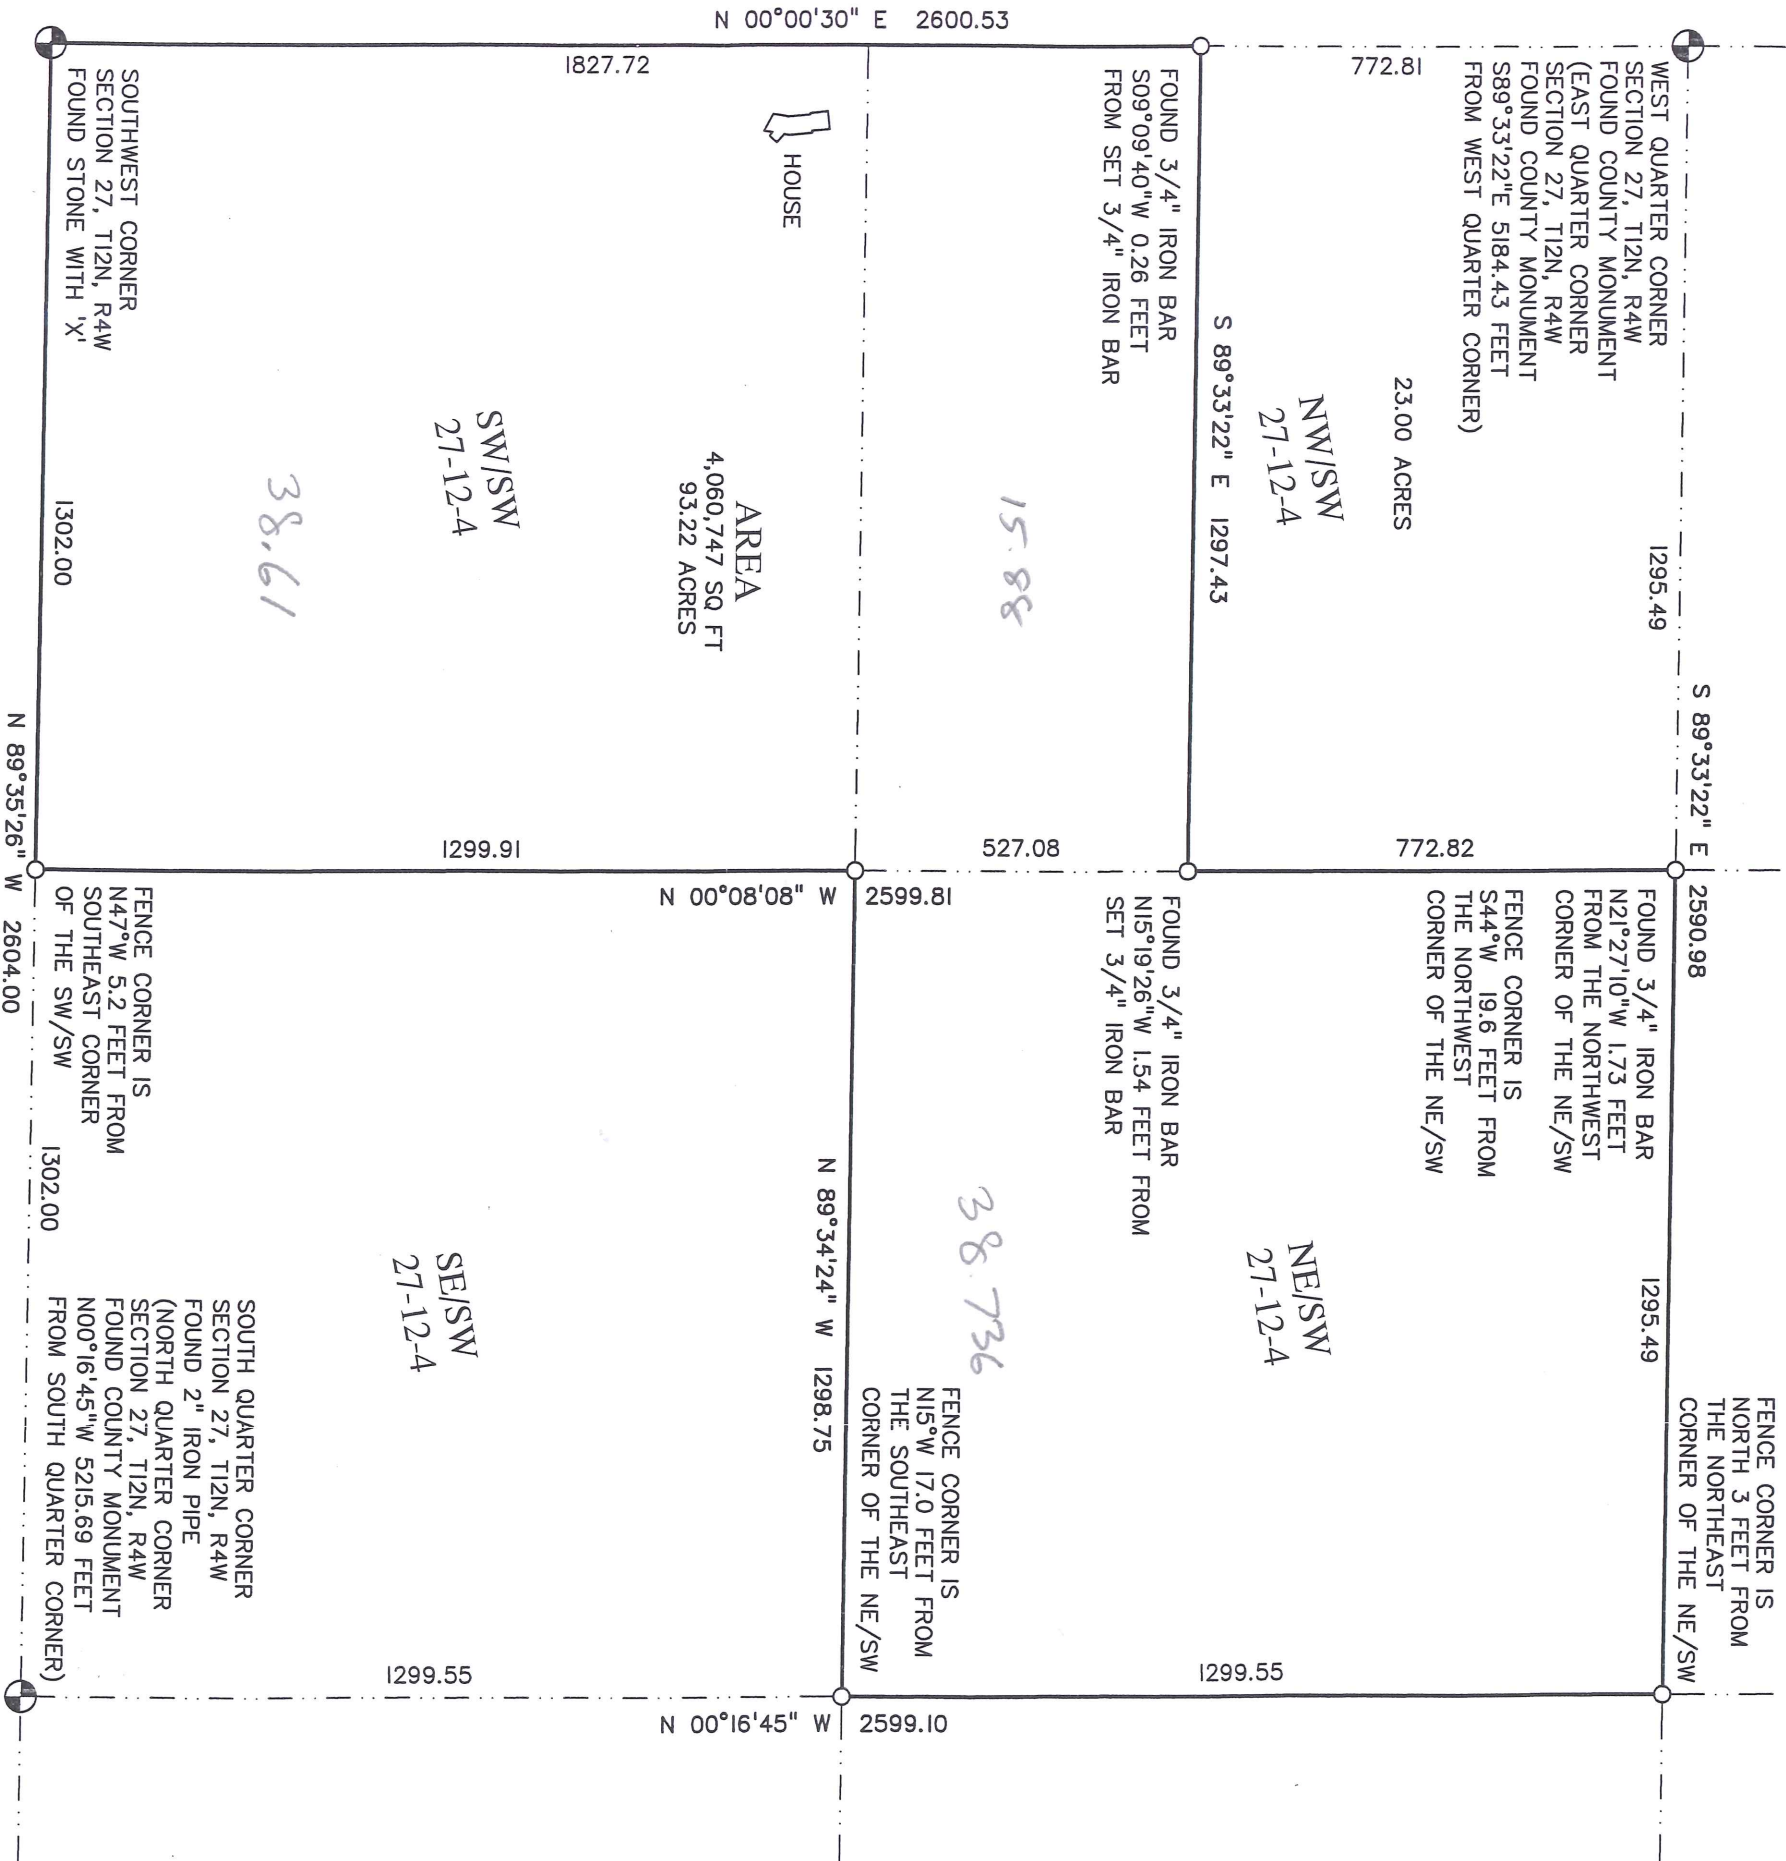 N 00°00'30" E 2600.53
1827.72
772.81
WEST QUARTER CORNER
SECTION 27, T12N, R4W
FOUND COUNTY MONUMENT
(EAST QUARTER CORNER
SECTION 27, T12N, R4W
FOUND COUNTY MONUMENT
S89°33'22"E 5184.43 FEET
FROM WEST QUARTER CORNER)
1295.49
S 89°33'22" E 2590.98
23.00 ACRES
NW/SW
27-12-4
S 89°33'22" E 1297.43
FOUND 3/4" IRON BAR
S09°09'40"W 0.26 FEET
FROM SET 3/4" IRON BAR
15.88
HOUSE
AREA
4,060,747 SQ FT
93.22 ACRES
SW/SW
27-12-4
38.61
SOUTHWEST CORNER
SECTION 27, T12N, R4W
FOUND STONE WITH 'X'
1302.00
N 89°35'26" W 2604.00
1299.91
527.08
772.82
N 00°08'08" W 2599.81
FENCE CORNER IS
NORTH 3 FEET FROM
THE NORTHEAST
CORNER OF THE NE/SW
1295.49
FOUND 3/4" IRON BAR
N21°27'10"W 1.73 FEET
FROM THE NORTHWEST
CORNER OF THE NE/SW
FENCE CORNER IS
S44°W 19.6 FEET FROM
THE NORTHWEST
CORNER OF THE NE/SW
NE/SW
27-12-4
FOUND 3/4" IRON BAR
N15°19'26"W 1.54 FEET FROM
SET 3/4" IRON BAR
38.736
FENCE CORNER IS
N15°W 17.0 FEET FROM
THE SOUTHEAST
CORNER OF THE NE/SW
N 89°34'24" W 1298.75
SE/SW
27-12-4
SOUTH QUARTER CORNER
SECTION 27, T12N, R4W
FOUND 2" IRON PIPE
(NORTH QUARTER CORNER
SECTION 27, T12N, R4W
FOUND COUNTY MONUMENT
N00°16'45"W 5215.69 FEET
FROM SOUTH QUARTER CORNER)
FENCE CORNER IS
N47°W 5.2 FEET FROM
SOUTHEAST CORNER
OF THE SW/SW
1302.00
1299.55
1299.55
N 00°16'45" W 2599.10